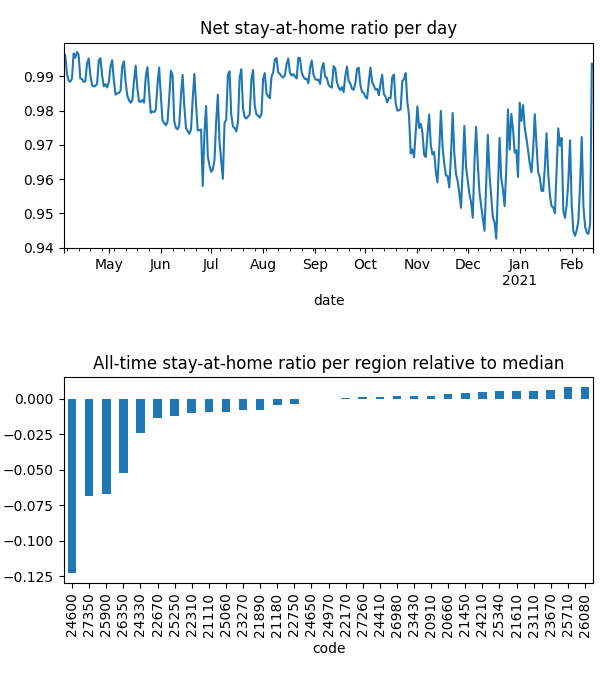 Net stay-at-home ratio per day
0.99
0.98
0.97
0.96
0.95
0.94
May Jun Jul Aug Sep Oct Nov Dec Jan Feb
2021
date
All-time stay-at-home ratio per region relative to median
0.000
−0.025
−0.050
−0.075
−0.100
−0.125
24600 27350 25900 26350 24330 22670 25250 22310 21110 25060 23270 21890 21180 22750 24650 24970 22170 27260 24410 26980 23430 20910 20660 21450 24210 25340 21610 23110 23670 25710 26080
code